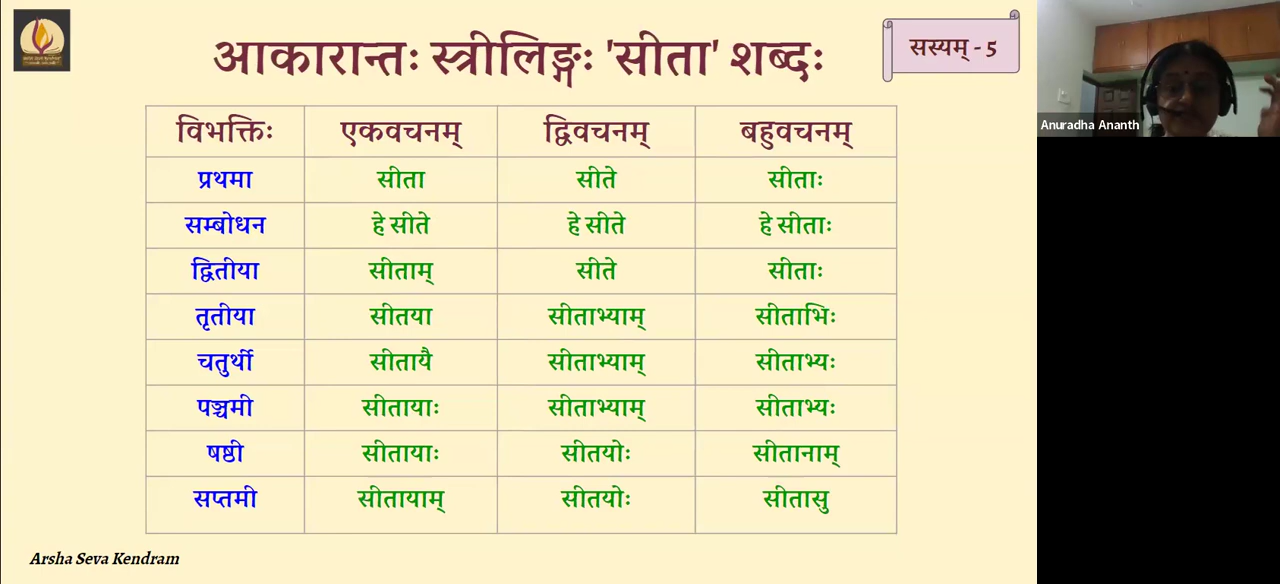 आकारान्तः स्त्रीलिङ्गः 'सीता' शब्दः
सस्यम् - 5
Anuradha Ananth
विभक्तिः एकवचनम् द्विवचनम् बहुवचनम्
प्रथमा सीता सीते सीताः
सम्बोधन हे सीते हे सीते हे सीताः
द्वितीया सीताम् सीते सीताः
तृतीया सीतया सीताभ्याम् सीताभिः
चतुर्थी सीतायै सीताभ्याम् सीताभ्यः
पञ्चमी सीतायाः सीताभ्याम् सीताभ्यः
षष्ठी सीतायाः सीतयोः सीतानाम्
सप्तमी सीतायाम् सीतयोः सीतासु
Arsha Seva Kendram